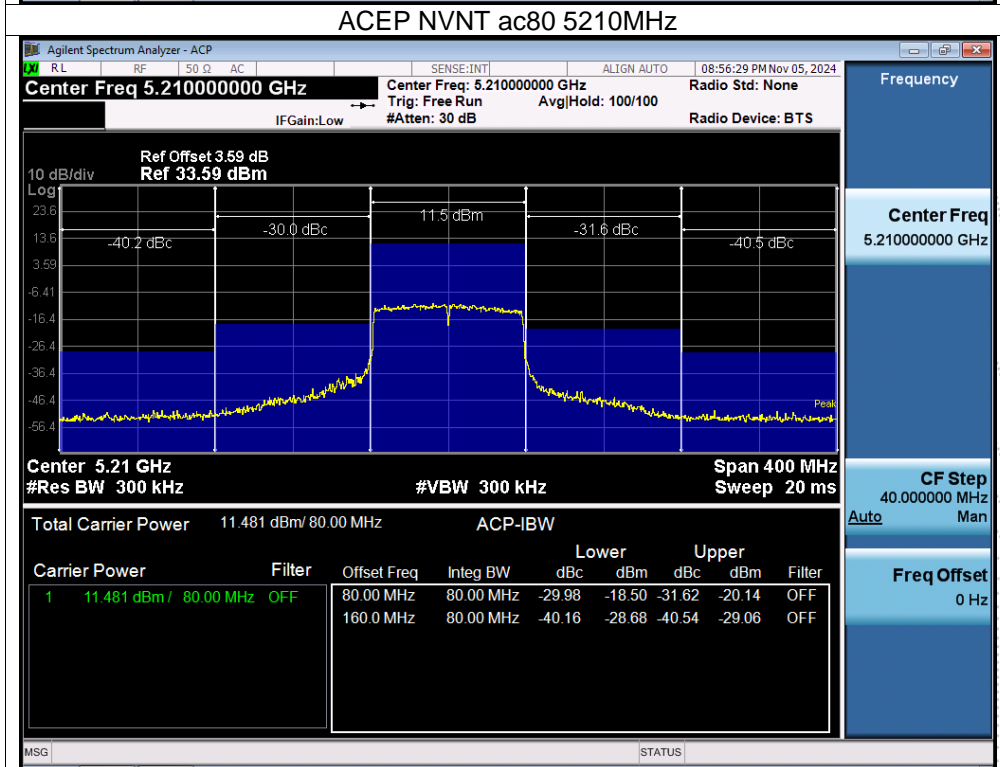 ACEP NVNT ac80 5210MHz
Agilent Spectrum Analyzer - ACP
LXI RL RF 50 Ω AC SENSE:INT ALIGN AUTO 08:56:29 PM Nov 05, 2024
Center Freq 5.210000000 GHz Center Freq: 5.210000000 GHz Radio Std: None
Trig: Free Run Avg|Hold: 100/100
IFGain:Low #Atten: 30 dB Radio Device: BTS
Frequency
Ref Offset 3.59 dB
10 dB/div Ref 33.59 dBm
Log
23.6
13.6
3.59
-6.41
-16.4
-26.4
-36.4
-46.4
-56.4
-40.2 dBc -30.0 dBc 11.5 dBm -31.6 dBc -40.5 dBc
Peak
Center 5.21 GHz Span 400 MHz
#Res BW 300 kHz #VBW 300 kHz Sweep 20 ms
Total Carrier Power 11.481 dBm/ 80.00 MHz ACP-IBW
Lower Upper
Carrier Power Filter Offset Freq Integ BW dBc dBm dBc dBm Filter
1 11.481 dBm / 80.00 MHz OFF 80.00 MHz 80.00 MHz -29.98 -18.50 -31.62 -20.14 OFF
160.0 MHz 80.00 MHz -40.16 -28.68 -40.54 -29.06 OFF
Center Freq
5.210000000 GHz
CF Step
40.000000 MHz
Auto Man
Freq Offset
0 Hz
MSG STATUS